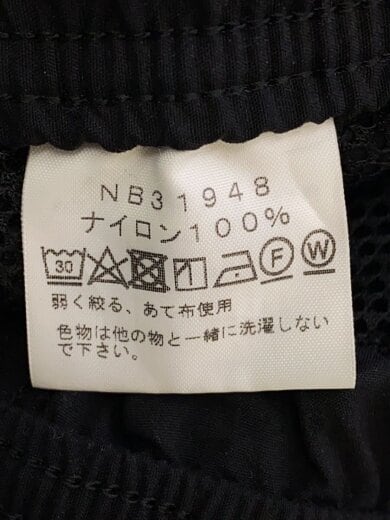 NB31948
ナイロン100%
30 F W
弱く絞る、あて布使用
色物は他の物と一緒に洗濯しない
で下さい。